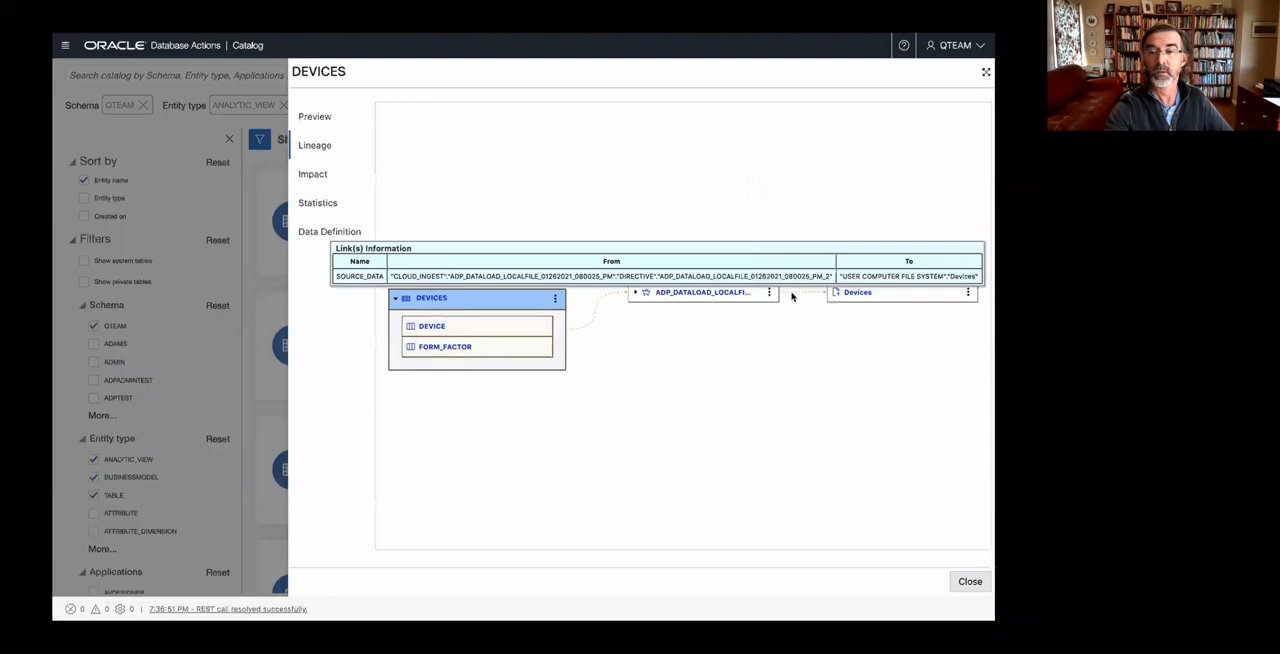 ORACLE Database Actions | Catalog
QTEAM
Search catalog by Schema, Entity type, Applications
Schema QTEAM Entity type ANALYTIC_VIEW
Sort by Reset
Entity name
Entity type
Created on
Filters Reset
Show system tables
Show private tables
Schema Reset
QTEAM
ADAMS
ADMIN
ADPADMINTEST
ADPTEST
More...
Entity type Reset
ANALYTIC_VIEW
BUSINESSMODEL
TABLE
ATTRIBUTE
ATTRIBUTE_DIMENSION
More...
Applications Reset
DEVICES
Preview
Lineage
Impact
Statistics
Data Definition
Link(s) Information
Name From To
SOURCE_DATA "CLOUD_INGEST"."ADP_DATALOAD_LOCALFILE_01262021_080025_PM"."DIRECTIVE"."ADP_DATALOAD_LOCALFILE_01262021_080025_PM_2" "USER COMPUTER FILE SYSTEM"."Devices"
DEVICES
DEVICE
FORM_FACTOR
ADP_DATALOAD_LOCALFI...
Devices
Close
0 0 0 | 7:36:51 PM - REST call resolved successfully.